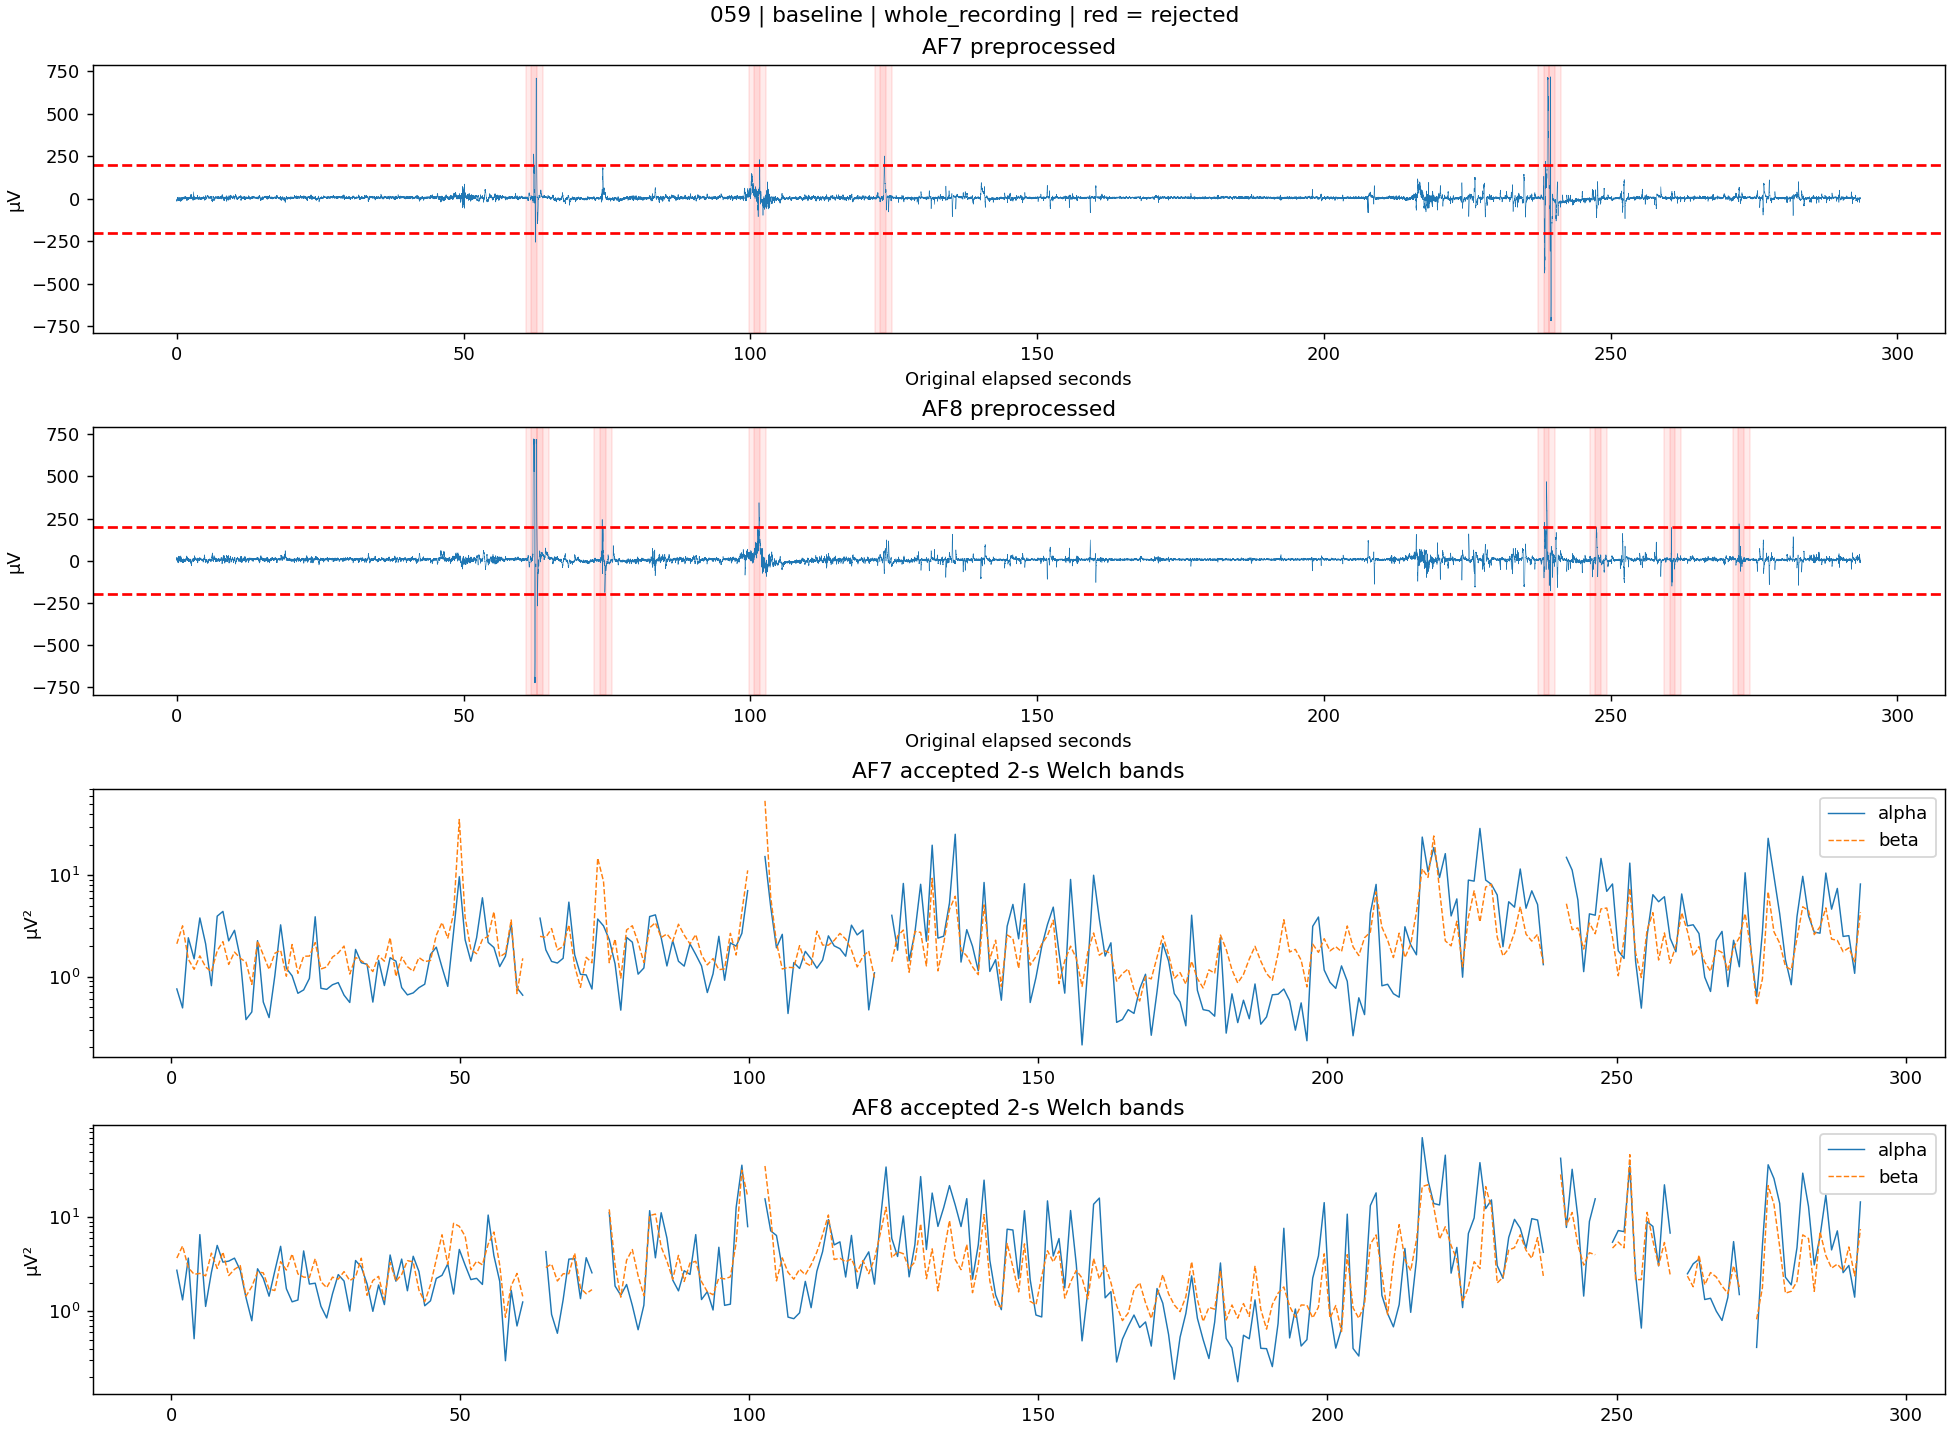 059 | baseline | whole_recording | red = rejected
AF7 preprocessed
750
500
250
0
−250
−500
−750
µV
0 50 100 150 200 250 300
Original elapsed seconds
AF8 preprocessed
750
500
250
0
−250
−500
−750
µV
0 50 100 150 200 250 300
Original elapsed seconds
AF7 accepted 2-s Welch bands
alpha
beta
10¹
10⁰
µV²
0 50 100 150 200 250 300
AF8 accepted 2-s Welch bands
alpha
beta
10¹
10⁰
µV²
0 50 100 150 200 250 300